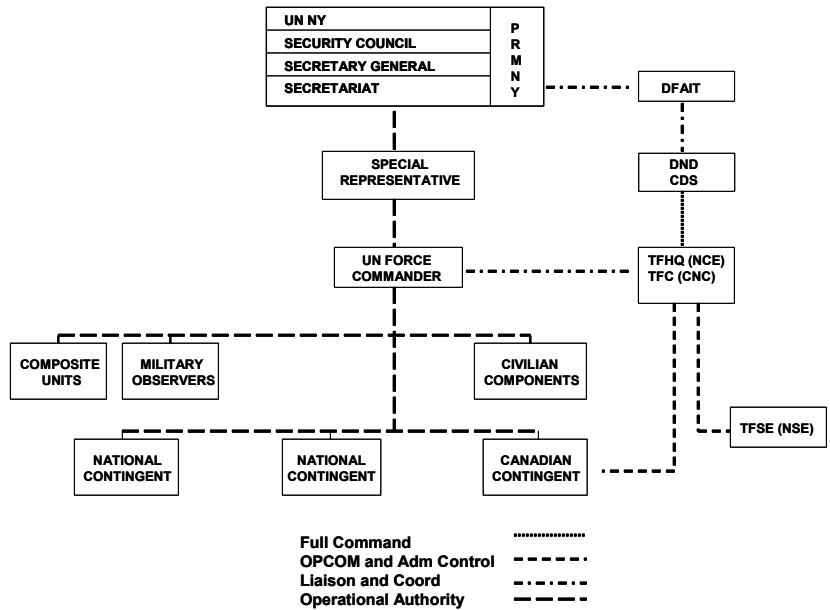 UN NY
SECURITY COUNCIL
SECRETARY GENERAL
SECRETARIAT
P
R
M
N
Y
DFAIT
SPECIAL
REPRESENTATIVE
DND
CDS
UN FORCE
COMMANDER
TFHQ (NCE)
TFC (CNC)
COMPOSITE
UNITS
MILITARY
OBSERVERS
CIVILIAN
COMPONENTS
TFSE (NSE)
NATIONAL
CONTINGENT
NATIONAL
CONTINGENT
CANADIAN
CONTINGENT
Full Command
OPCOM and Adm Control
Liaison and Coord
Operational Authority